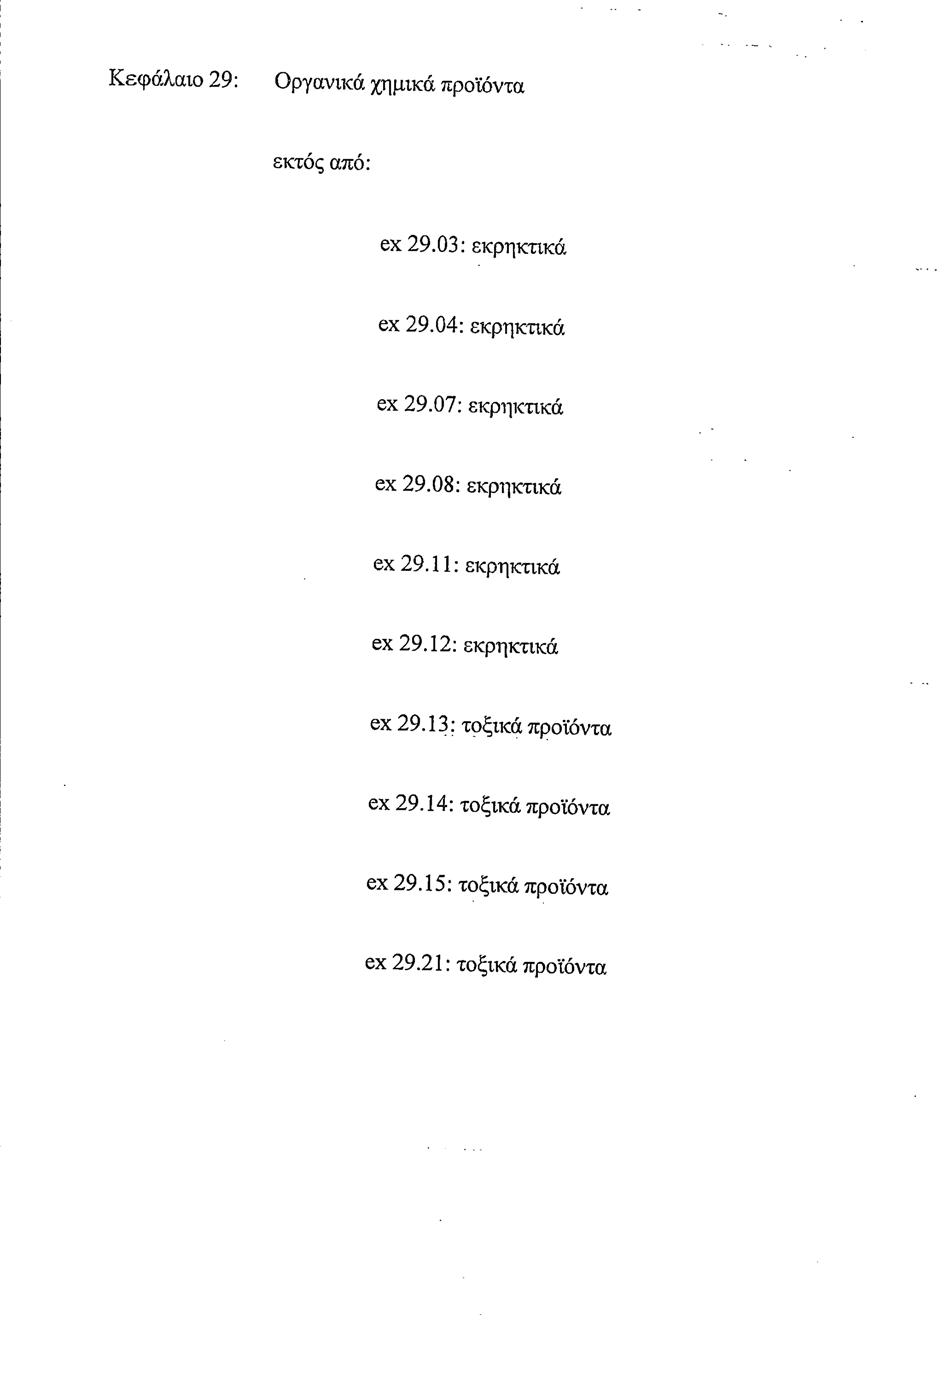 Κεφάλαιο 29: Οργανικά χημικά προϊόντα
εκτός από:
ex 29.03: εκρηκτικά
ex 29.04: εκρηκτικά
ex 29.07: εκρηκτικά
ex 29.08: εκρηκτικά
ex 29.11: εκρηκτικά
ex 29.12: εκρηκτικά
ex 29.13: τοξικά προϊόντα
ex 29.14: τοξικά προϊόντα
ex 29.15: τοξικά προϊόντα
ex 29.21: τοξικά προϊόντα